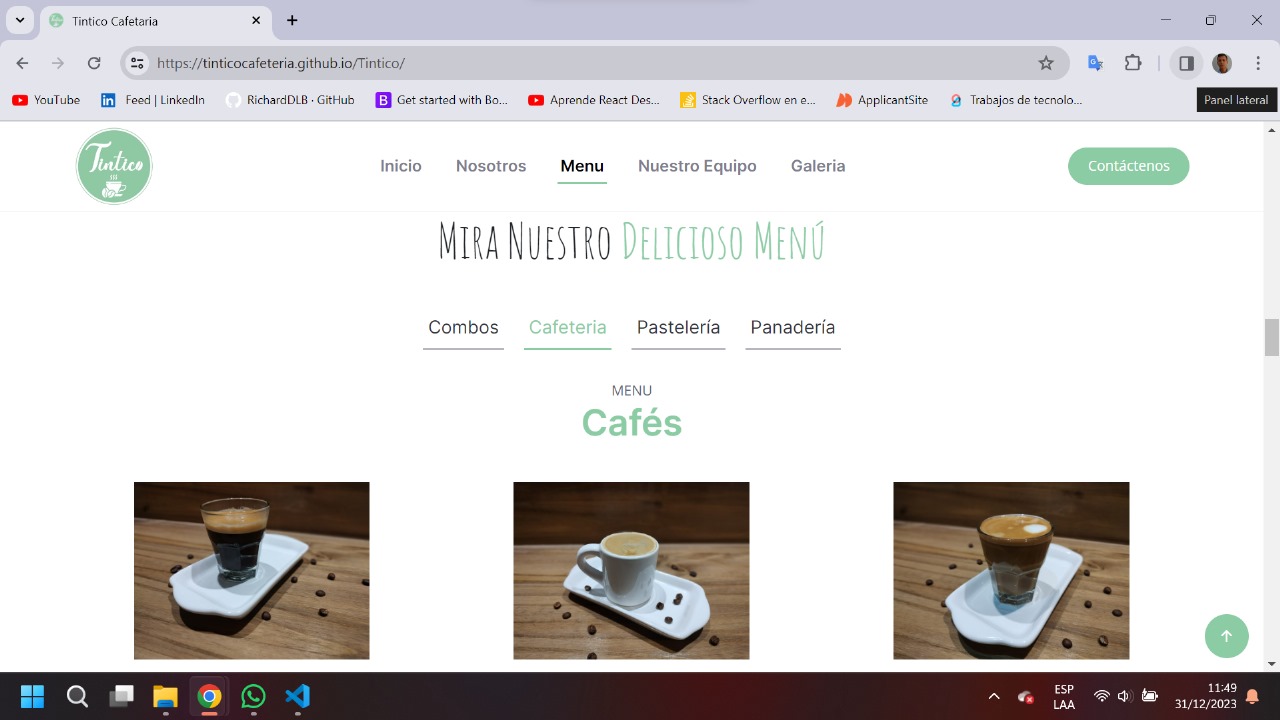 Tintico Cafetaria
https://tinticocafeteria.github.io/Tintico/
YouTube
Feed | LinkedIn
RichardDLB · GitHub
Get started with Bo...
Aprende React Des...
Stack Overflow en ...
ApplicantSite
Trabajos de tecnolo...
Panel lateral
Tintico
Inicio
Nosotros
Menu
Nuestro Equipo
Galeria
Contáctenos
Mira Nuestro Delicioso Menú
Combos
Cafeteria
Pastelería
Panadería
MENU
Cafés
ESP
LAA
11:49
31/12/2023